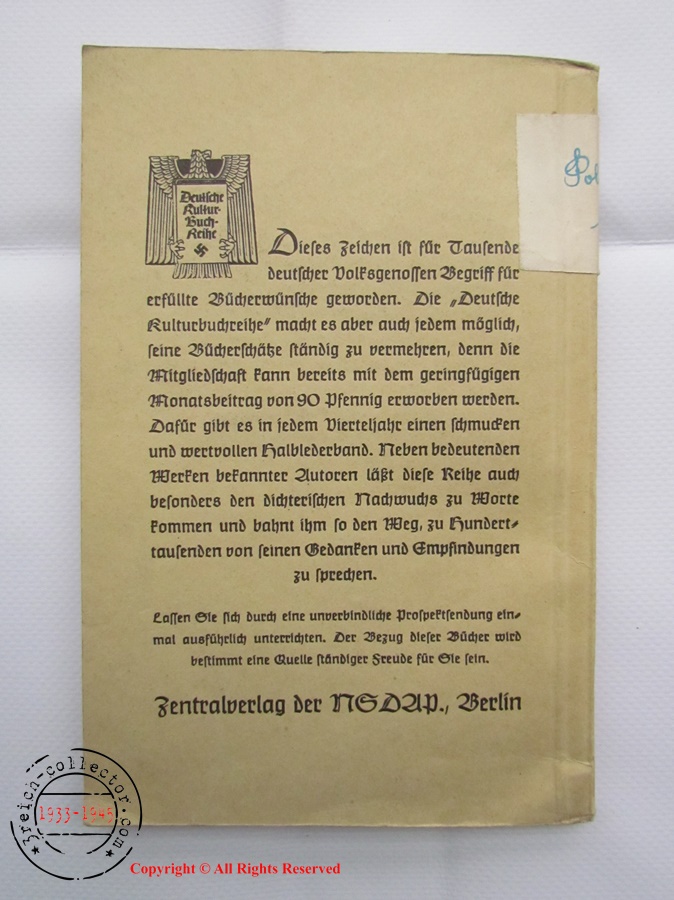 Deutsche
Kultur-
Buch-
Reihe
Dieses Zeichen ist für Tausende
deutscher Volksgenossen Begriff für
erfüllte Bücherwünsche geworden. Die „Deutsche
Kulturbuchreihe“ macht es aber auch jedem möglich,
seine Bücherschätze ständig zu vermehren, denn die
Mitgliedschaft kann bereits mit dem geringfügigen
Monatsbeitrag von 90 Pfennig erworben werden.
Dafür gibt es in jedem Vierteljahr einen schmucken
und wertvollen Halblederband. Neben bedeutenden
Werken bekannter Autoren läßt diese Reihe auch
besonders den dichterischen Nachwuchs zu Worte
kommen und bahnt ihm so den Weg, zu Hundert-
tausenden von seinen Gedanken und Empfindungen
zu sprechen.
Lassen Sie sich durch eine unverbindliche Prospektsendung ein-
mal ausführlich unterrichten. Der Bezug dieser Bücher wird
bestimmt eine Quelle ständiger Freude für Sie sein.
Zentralverlag der NSDAP., Berlin
3reich-collector.com
1933-1945
Copyright © All Rights Reserved